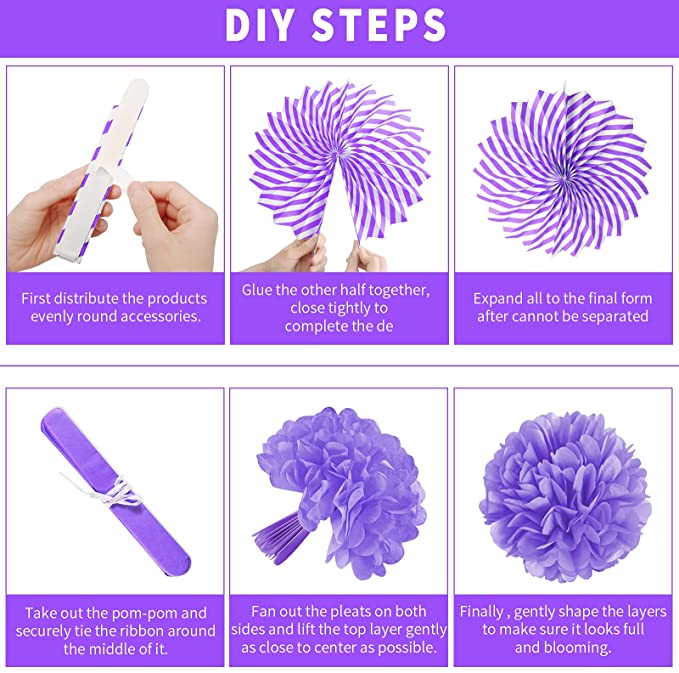 DIY STEPS
First distribute the products
evenly round accessories.
Glue the other half together,
close tightly to
complete the de
Expand all to the final form
after cannot be separated
Take out the pom-pom and
securely tie the ribbon around
the middle of it.
Fan out the pleats on both
sides and lift the top layer gently
as close to center as possible.
Finally , gently shape the layers
to make sure it looks full
and blooming.